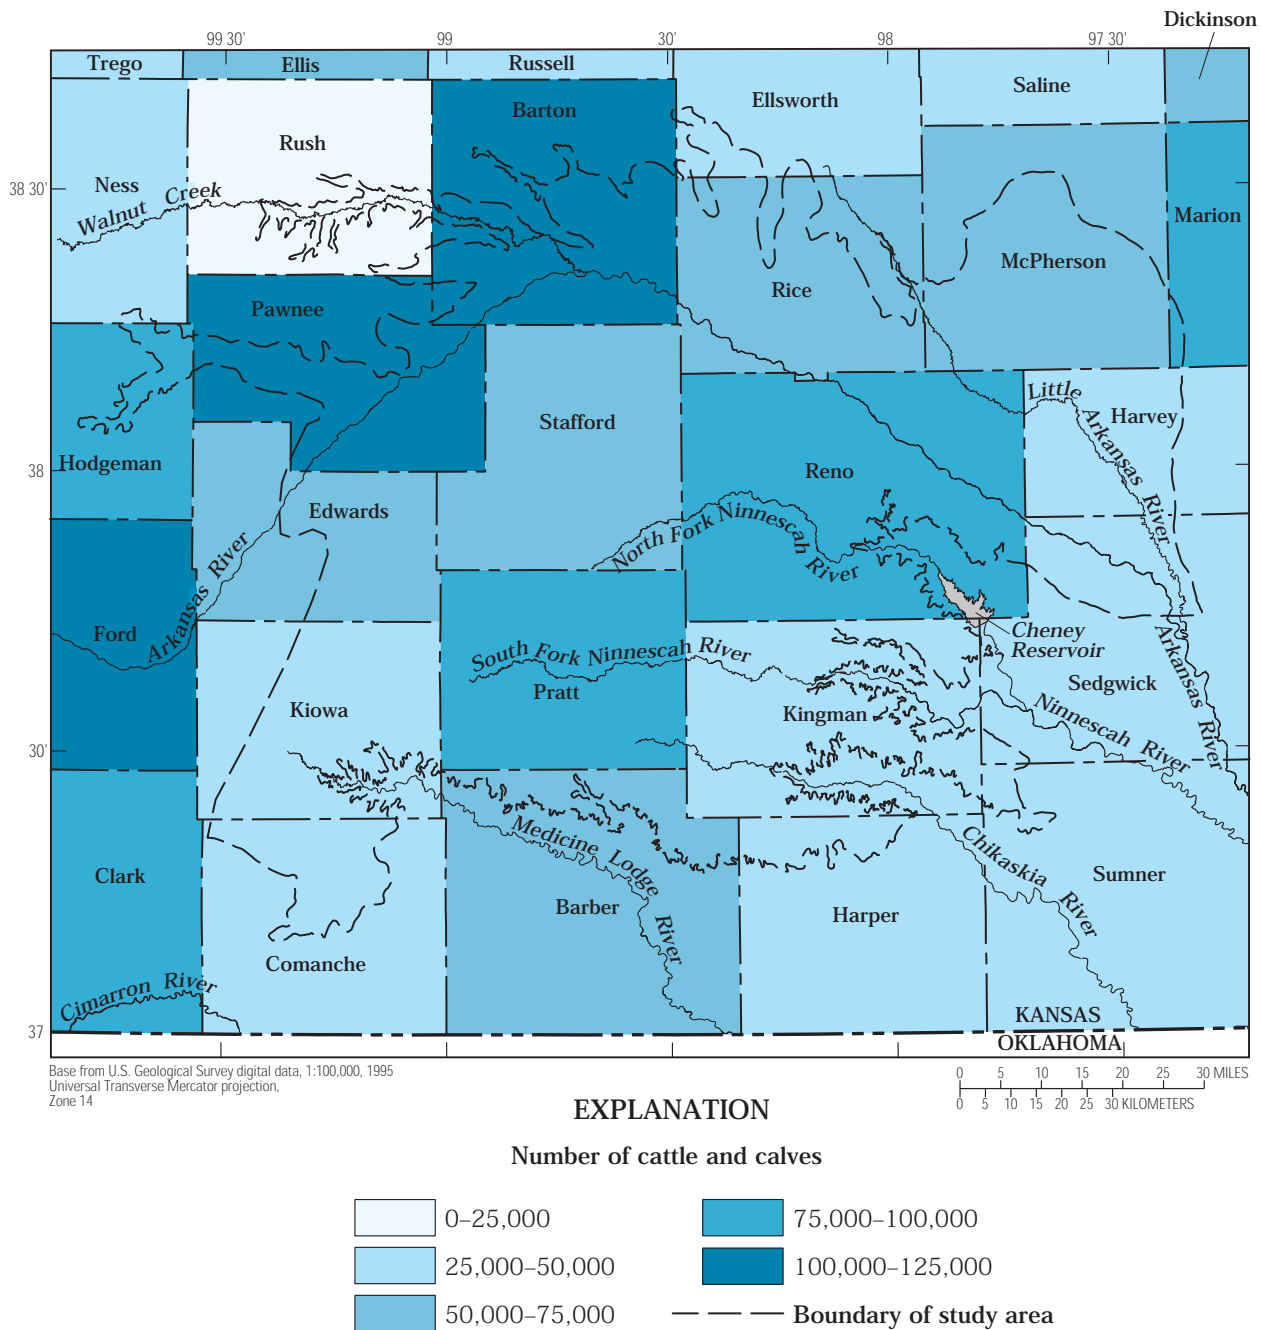 Dickinson
99 30'
99
30'
98
97 30'
Trego
Ellis
Russell
Ellsworth
Saline
Barton
Rush
38 30'
Ness
Walnut Creek
Marion
McPherson
Rice
Pawnee
Little Arkansas River
Harvey
Stafford
Hodgeman
38
Reno
Edwards
North Fork Ninnescah River
Arkansas River
Ford
Cheney
Reservoir
South Fork Ninnescah River
Pratt
Arkansas River
Sedgwick
Kiowa
Kingman
Ninnescah River
30'
Medicine Lodge River
Chikaskia River
Clark
Sumner
Barber
Harper
Comanche
Cimarron River
37
KANSAS
OKLAHOMA
Base from U.S. Geological Survey digital data, 1:100,000, 1995
Universal Transverse Mercator projection,
Zone 14
0 5 10 15 20 25 30 MILES
0 5 10 15 20 25 30 KILOMETERS
EXPLANATION
Number of cattle and calves
0–25,000
75,000–100,000
25,000–50,000
100,000–125,000
50,000–75,000
Boundary of study area